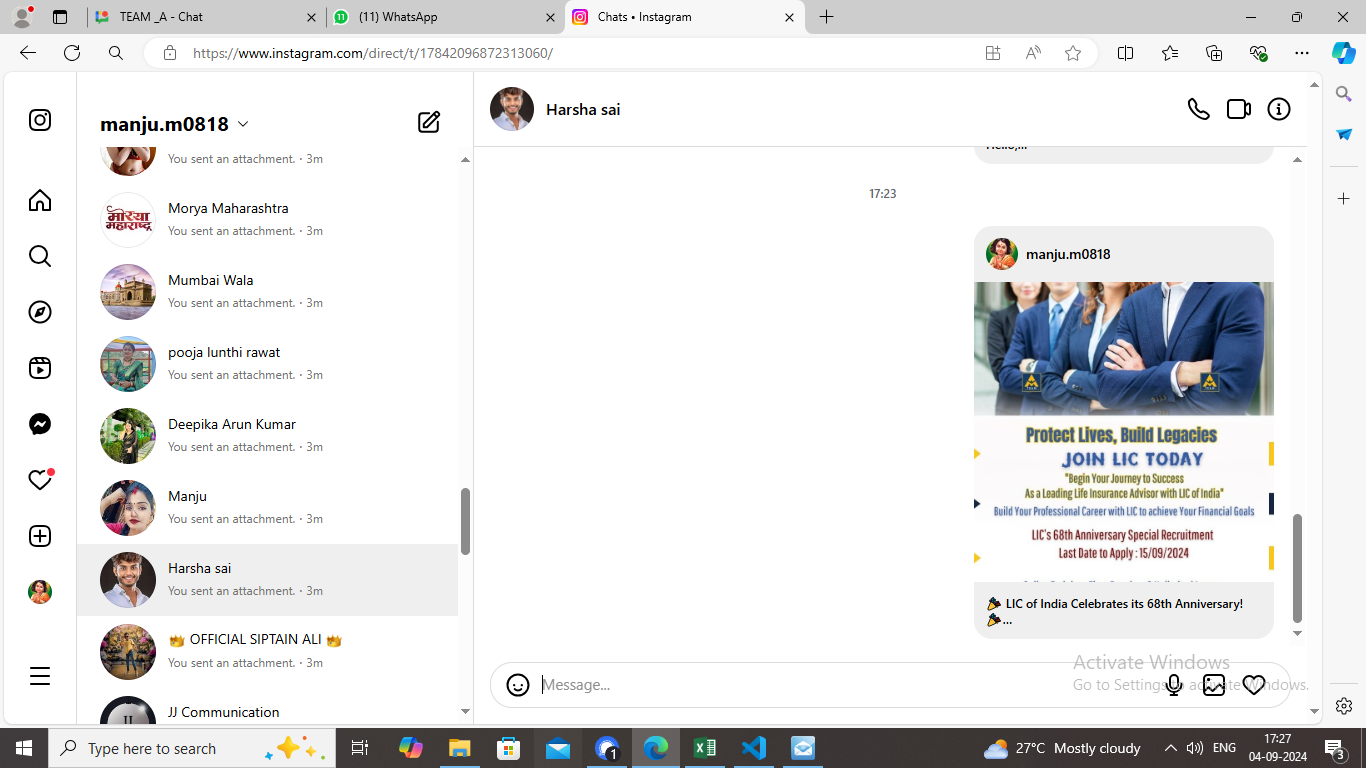 TEAM _A - Chat
(11) WhatsApp
Chats • Instagram
https://www.instagram.com/direct/t/17842096872313060/
manju.m0818
You sent an attachment. · 3m
Morya Maharashtra
You sent an attachment. · 3m
Mumbai Wala
You sent an attachment. · 3m
pooja lunthi rawat
You sent an attachment. · 3m
Deepika Arun Kumar
You sent an attachment. · 3m
Manju
You sent an attachment. · 3m
Harsha sai
You sent an attachment. · 3m
OFFICIAL SIPTAIN ALI
You sent an attachment. · 3m
JJ Communication
मोरया
महाराष्ट्र
JJ
Harsha sai
Hello,...
17:23
manju.m0818
TEAM
TEAM
Protect Lives, Build Legacies
JOIN LIC TODAY
"Begin Your Journey to Success
As a Leading Life Insurance Advisor with LIC of India"
Build Your Professional Career with LIC to achieve Your Financial Goals
LIC's 68th Anniversary Special Recruitment
Last Date to Apply : 15/09/2024
🎉 LIC of India Celebrates its 68th Anniversary!
🎉...
Message...
Activate Windows
Go to Settings to activate Windows.
Type here to search
27°C Mostly cloudy
ENG
17:27
04-09-2024
3